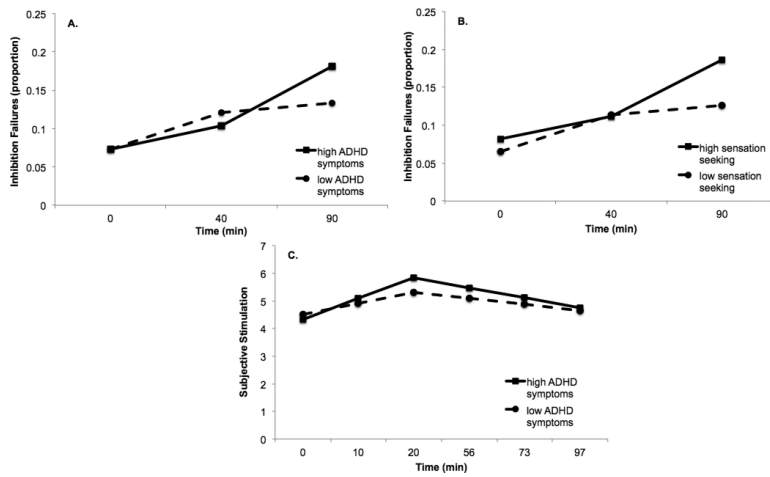 A.
0.25
0.2
0.15
0.1
0.05
0
Inhibition Failures (proportion)
0 40 90
Time (min)
high ADHD
symptoms
low ADHD
symptoms
B.
0.25
0.2
0.15
0.1
0.05
0
Inhibition Failures (proportion)
0 40 90
Time (min)
high sensation
seeking
low sensation
seeking
C.
7
6
5
4
3
2
1
0
Subjective Stimulation
0 10 20 56 73 97
Time (min)
high ADHD
symptoms
low ADHD
symptoms